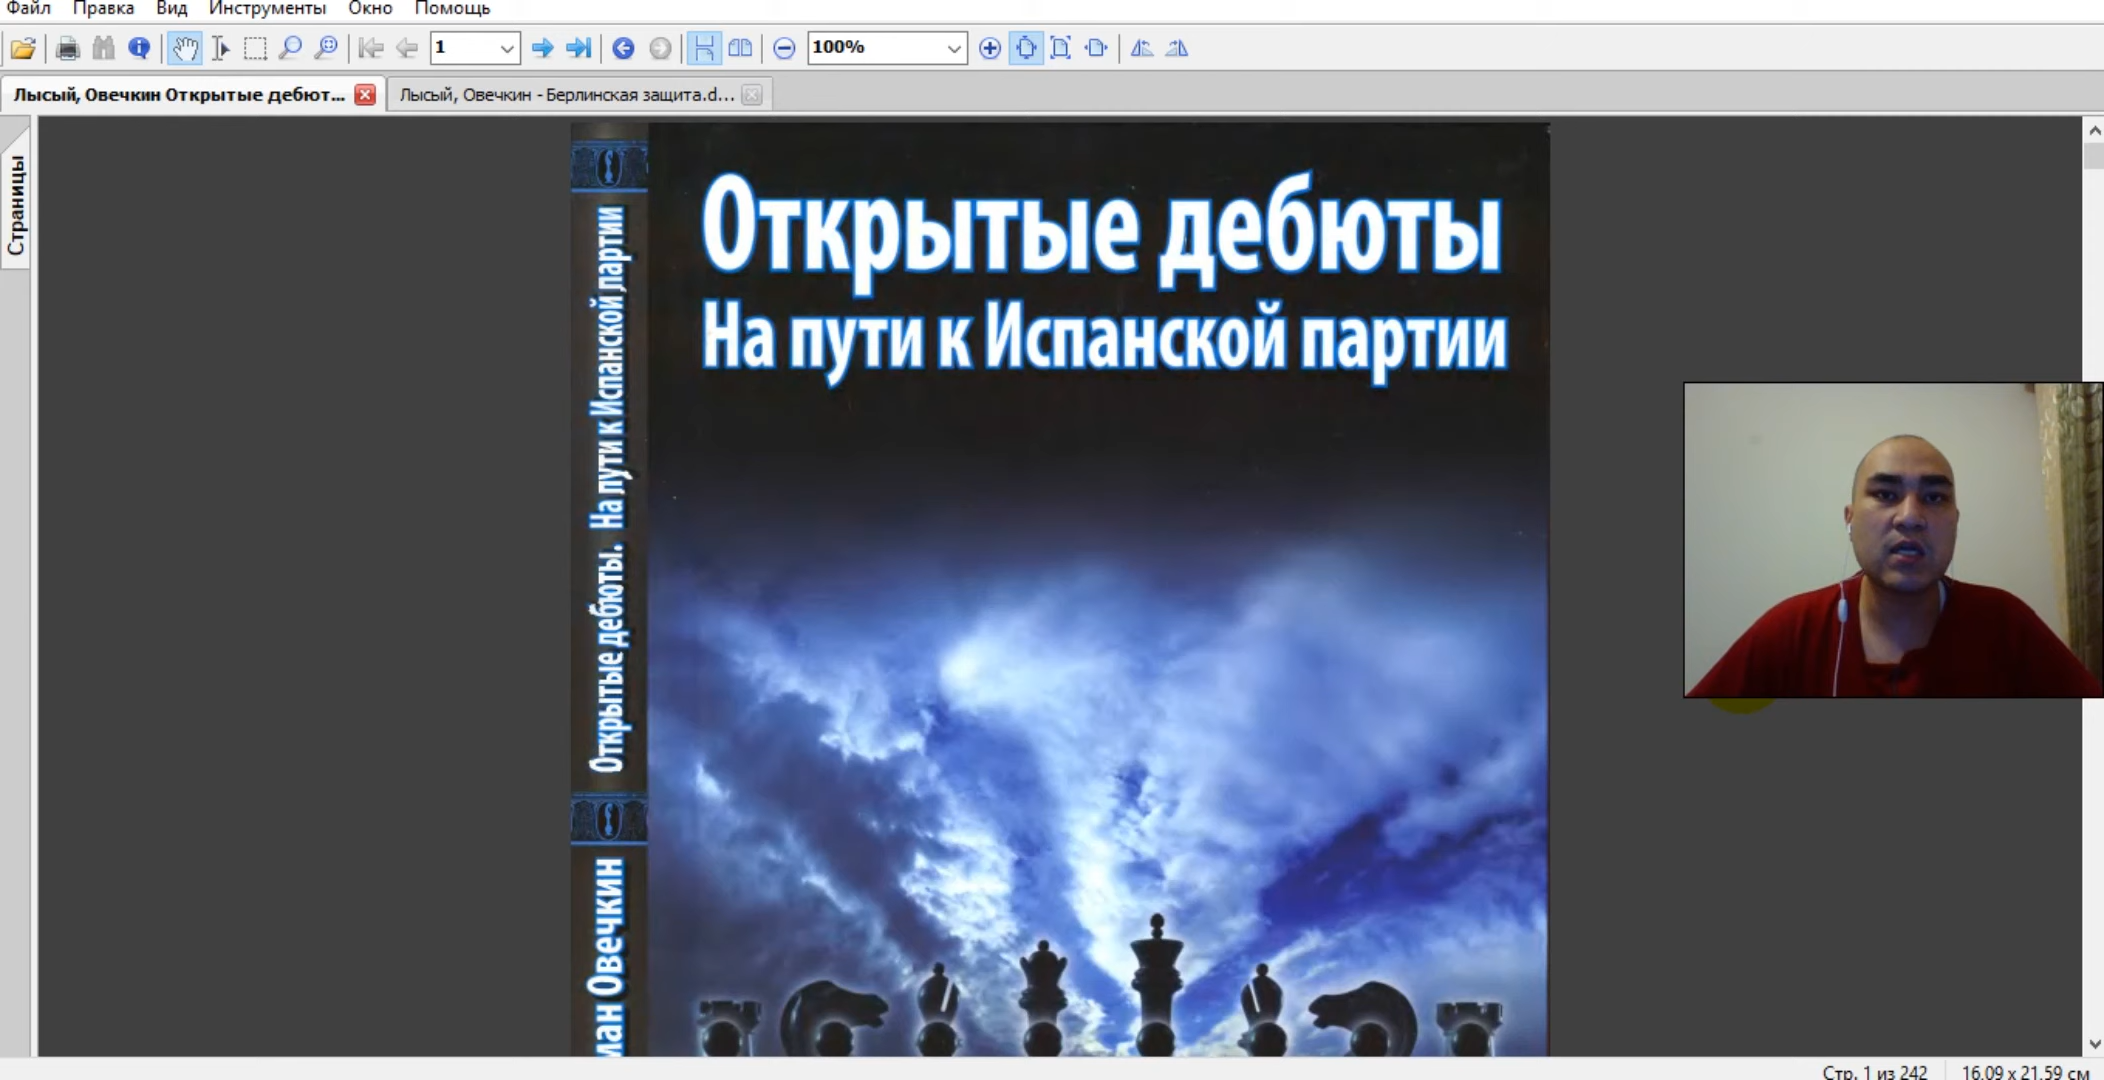 Файл Правка Вид Инструменты Окно Помощь
1
100%
Лысый, Овечкин Открытые дебют...
Лысый, Овечкин - Берлинская защита.d...
Страницы
Открытые дебюты
На пути к Испанской партии
Открытые дебюты. На пути к Испанской партии
ман Овечкин
Стр. 1 из 242
16.09 x 21.59 см